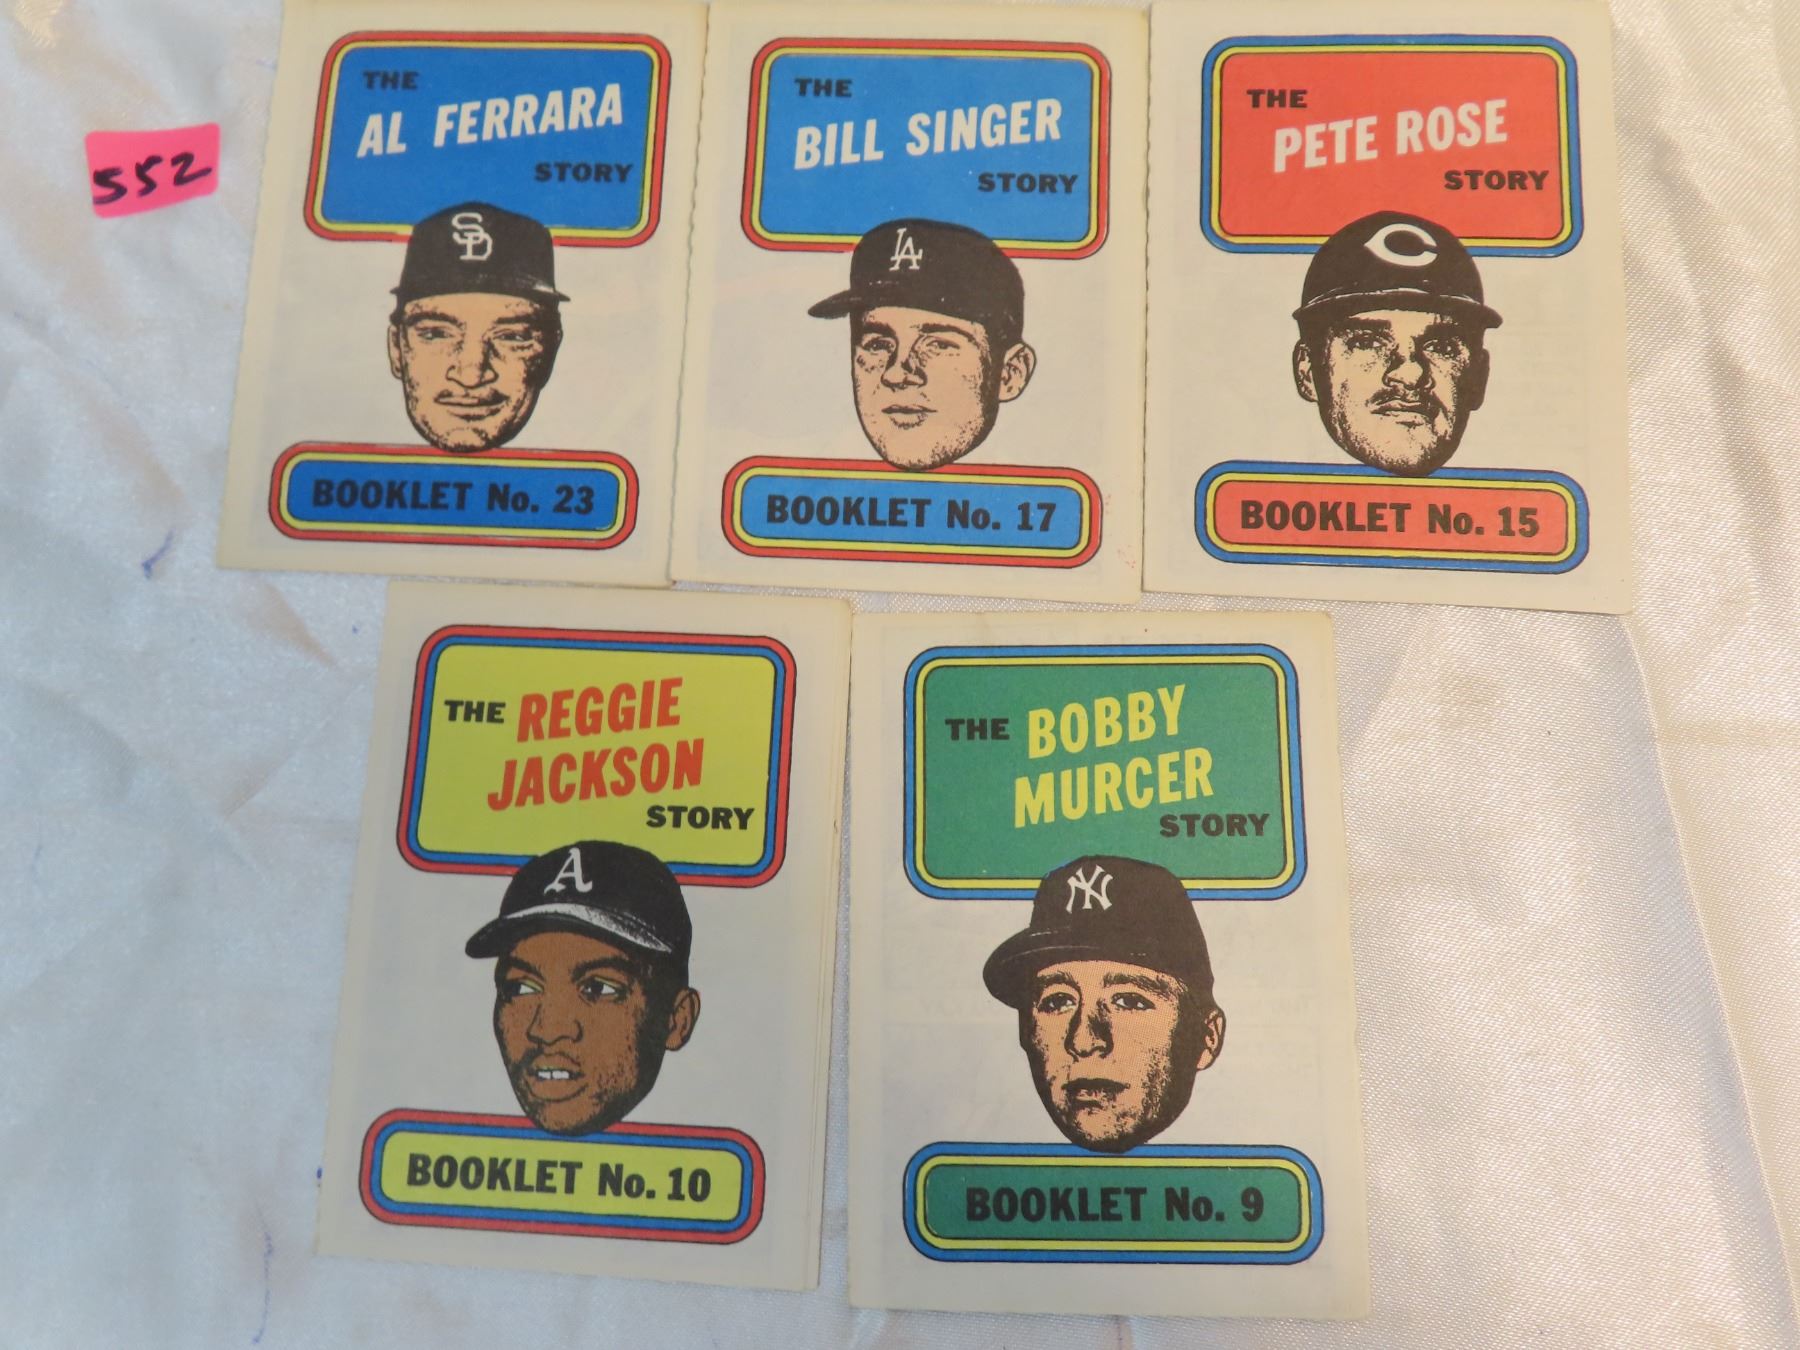 552
THE
AL FERRARA
STORY
SD
BOOKLET No. 23
THE
BILL SINGER
STORY
LA
BOOKLET No. 17
THE
PETE ROSE
STORY
C
BOOKLET No. 15
THE REGGIE
JACKSON
STORY
A
BOOKLET No. 10
THE BOBBY
MURCER
STORY
NY
BOOKLET No. 9